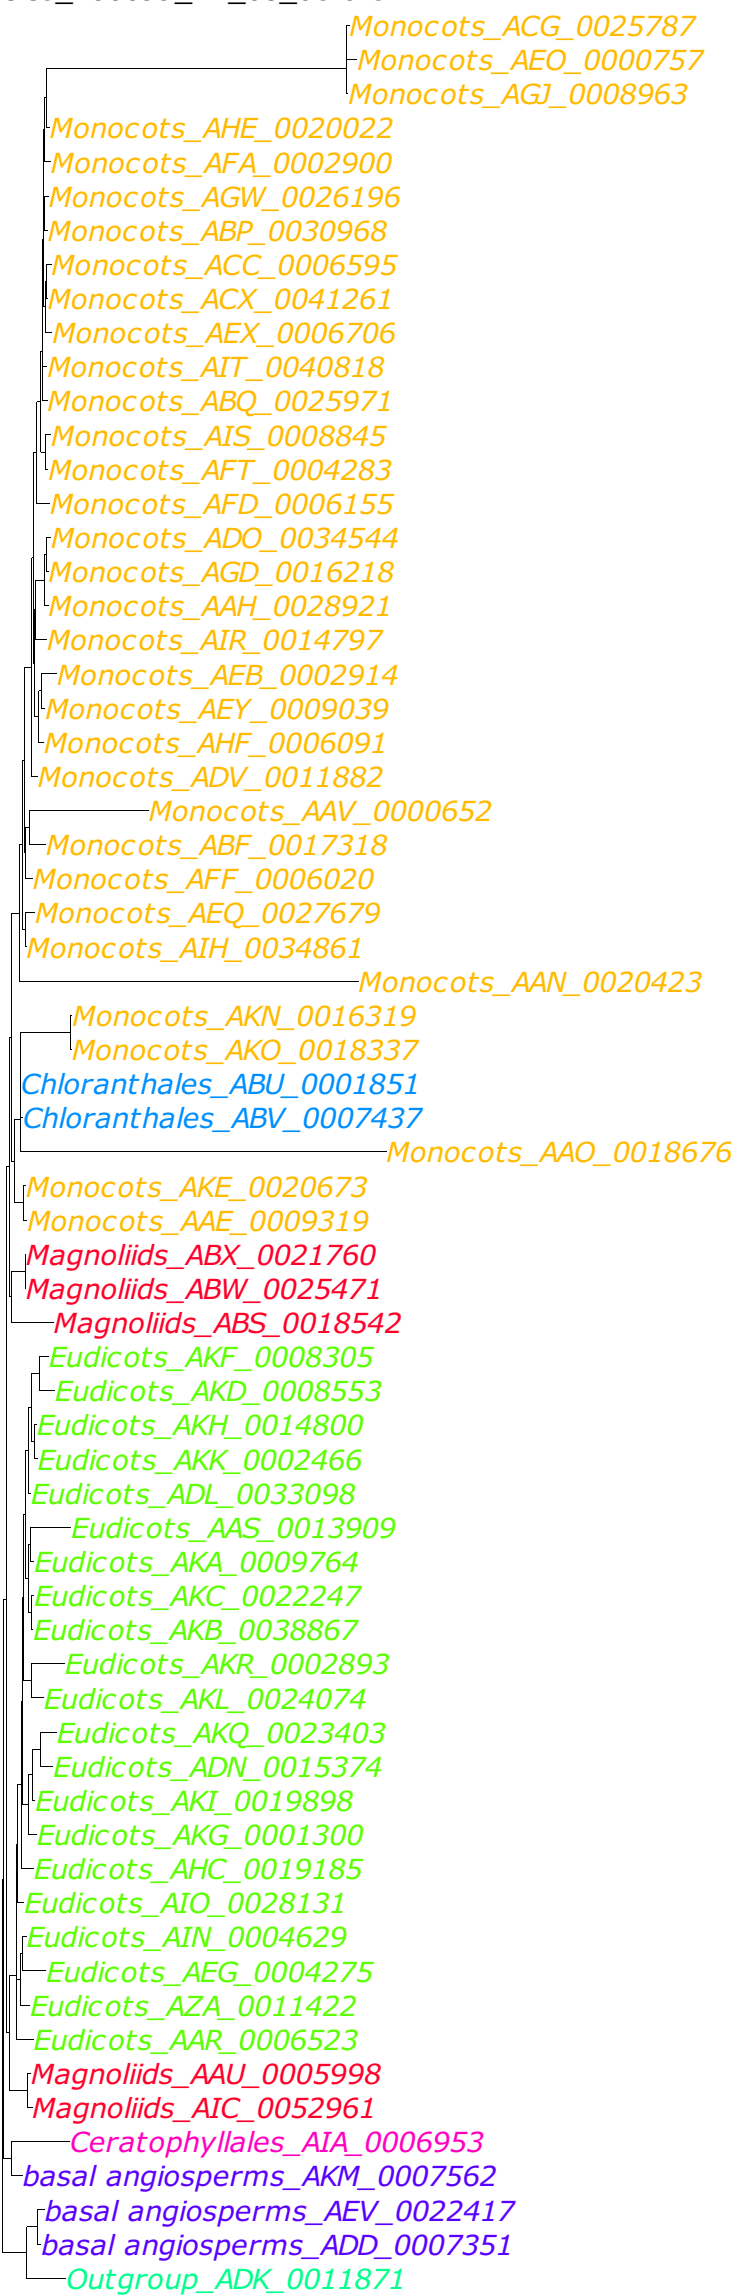 Monocots_ACG_0025787
Monocots_AEO_0000757
Monocots_AGJ_0008963
Monocots_AHE_0020022
Monocots_AFA_0002900
Monocots_AGW_0026196
Monocots_ABP_0030968
Monocots_ACC_0006595
Monocots_ACX_0041261
Monocots_AEX_0006706
Monocots_AIT_0040818
Monocots_ABQ_0025971
Monocots_AIS_0008845
Monocots_AFT_0004283
Monocots_AFD_0006155
Monocots_ADO_0034544
Monocots_AGD_0016218
Monocots_AAH_0028921
Monocots_AIR_0014797
Monocots_AEB_0002914
Monocots_AEY_0009039
Monocots_AHF_0006091
Monocots_ADV_0011882
Monocots_AAV_0000652
Monocots_ABF_0017318
Monocots_AFF_0006020
Monocots_AEQ_0027679
Monocots_AIH_0034861
Monocots_AAN_0020423
Monocots_AKN_0016319
Monocots_AKO_0018337
Chloranthales_ABU_0001851
Chloranthales_ABV_0007437
Monocots_AAO_0018676
Monocots_AKE_0020673
Monocots_AAE_0009319
Magnoliids_ABX_0021760
Magnoliids_ABW_0025471
Magnoliids_ABS_0018542
Eudicots_AKF_0008305
Eudicots_AKD_0008553
Eudicots_AKH_0014800
Eudicots_AKK_0002466
Eudicots_ADL_0033098
Eudicots_AAS_0013909
Eudicots_AKA_0009764
Eudicots_AKC_0022247
Eudicots_AKB_0038867
Eudicots_AKR_0002893
Eudicots_AKL_0024074
Eudicots_AKQ_0023403
Eudicots_ADN_0015374
Eudicots_AKI_0019898
Eudicots_AKG_0001300
Eudicots_AHC_0019185
Eudicots_AIO_0028131
Eudicots_AIN_0004629
Eudicots_AEG_0004275
Eudicots_AZA_0011422
Eudicots_AAR_0006523
Magnoliids_AAU_0005998
Magnoliids_AIC_0052961
Ceratophyllales_AIA_0006953
basal angiosperms_AKM_0007562
basal angiosperms_AEV_0022417
basal angiosperms_ADD_0007351
Outgroup_ADK_0011871